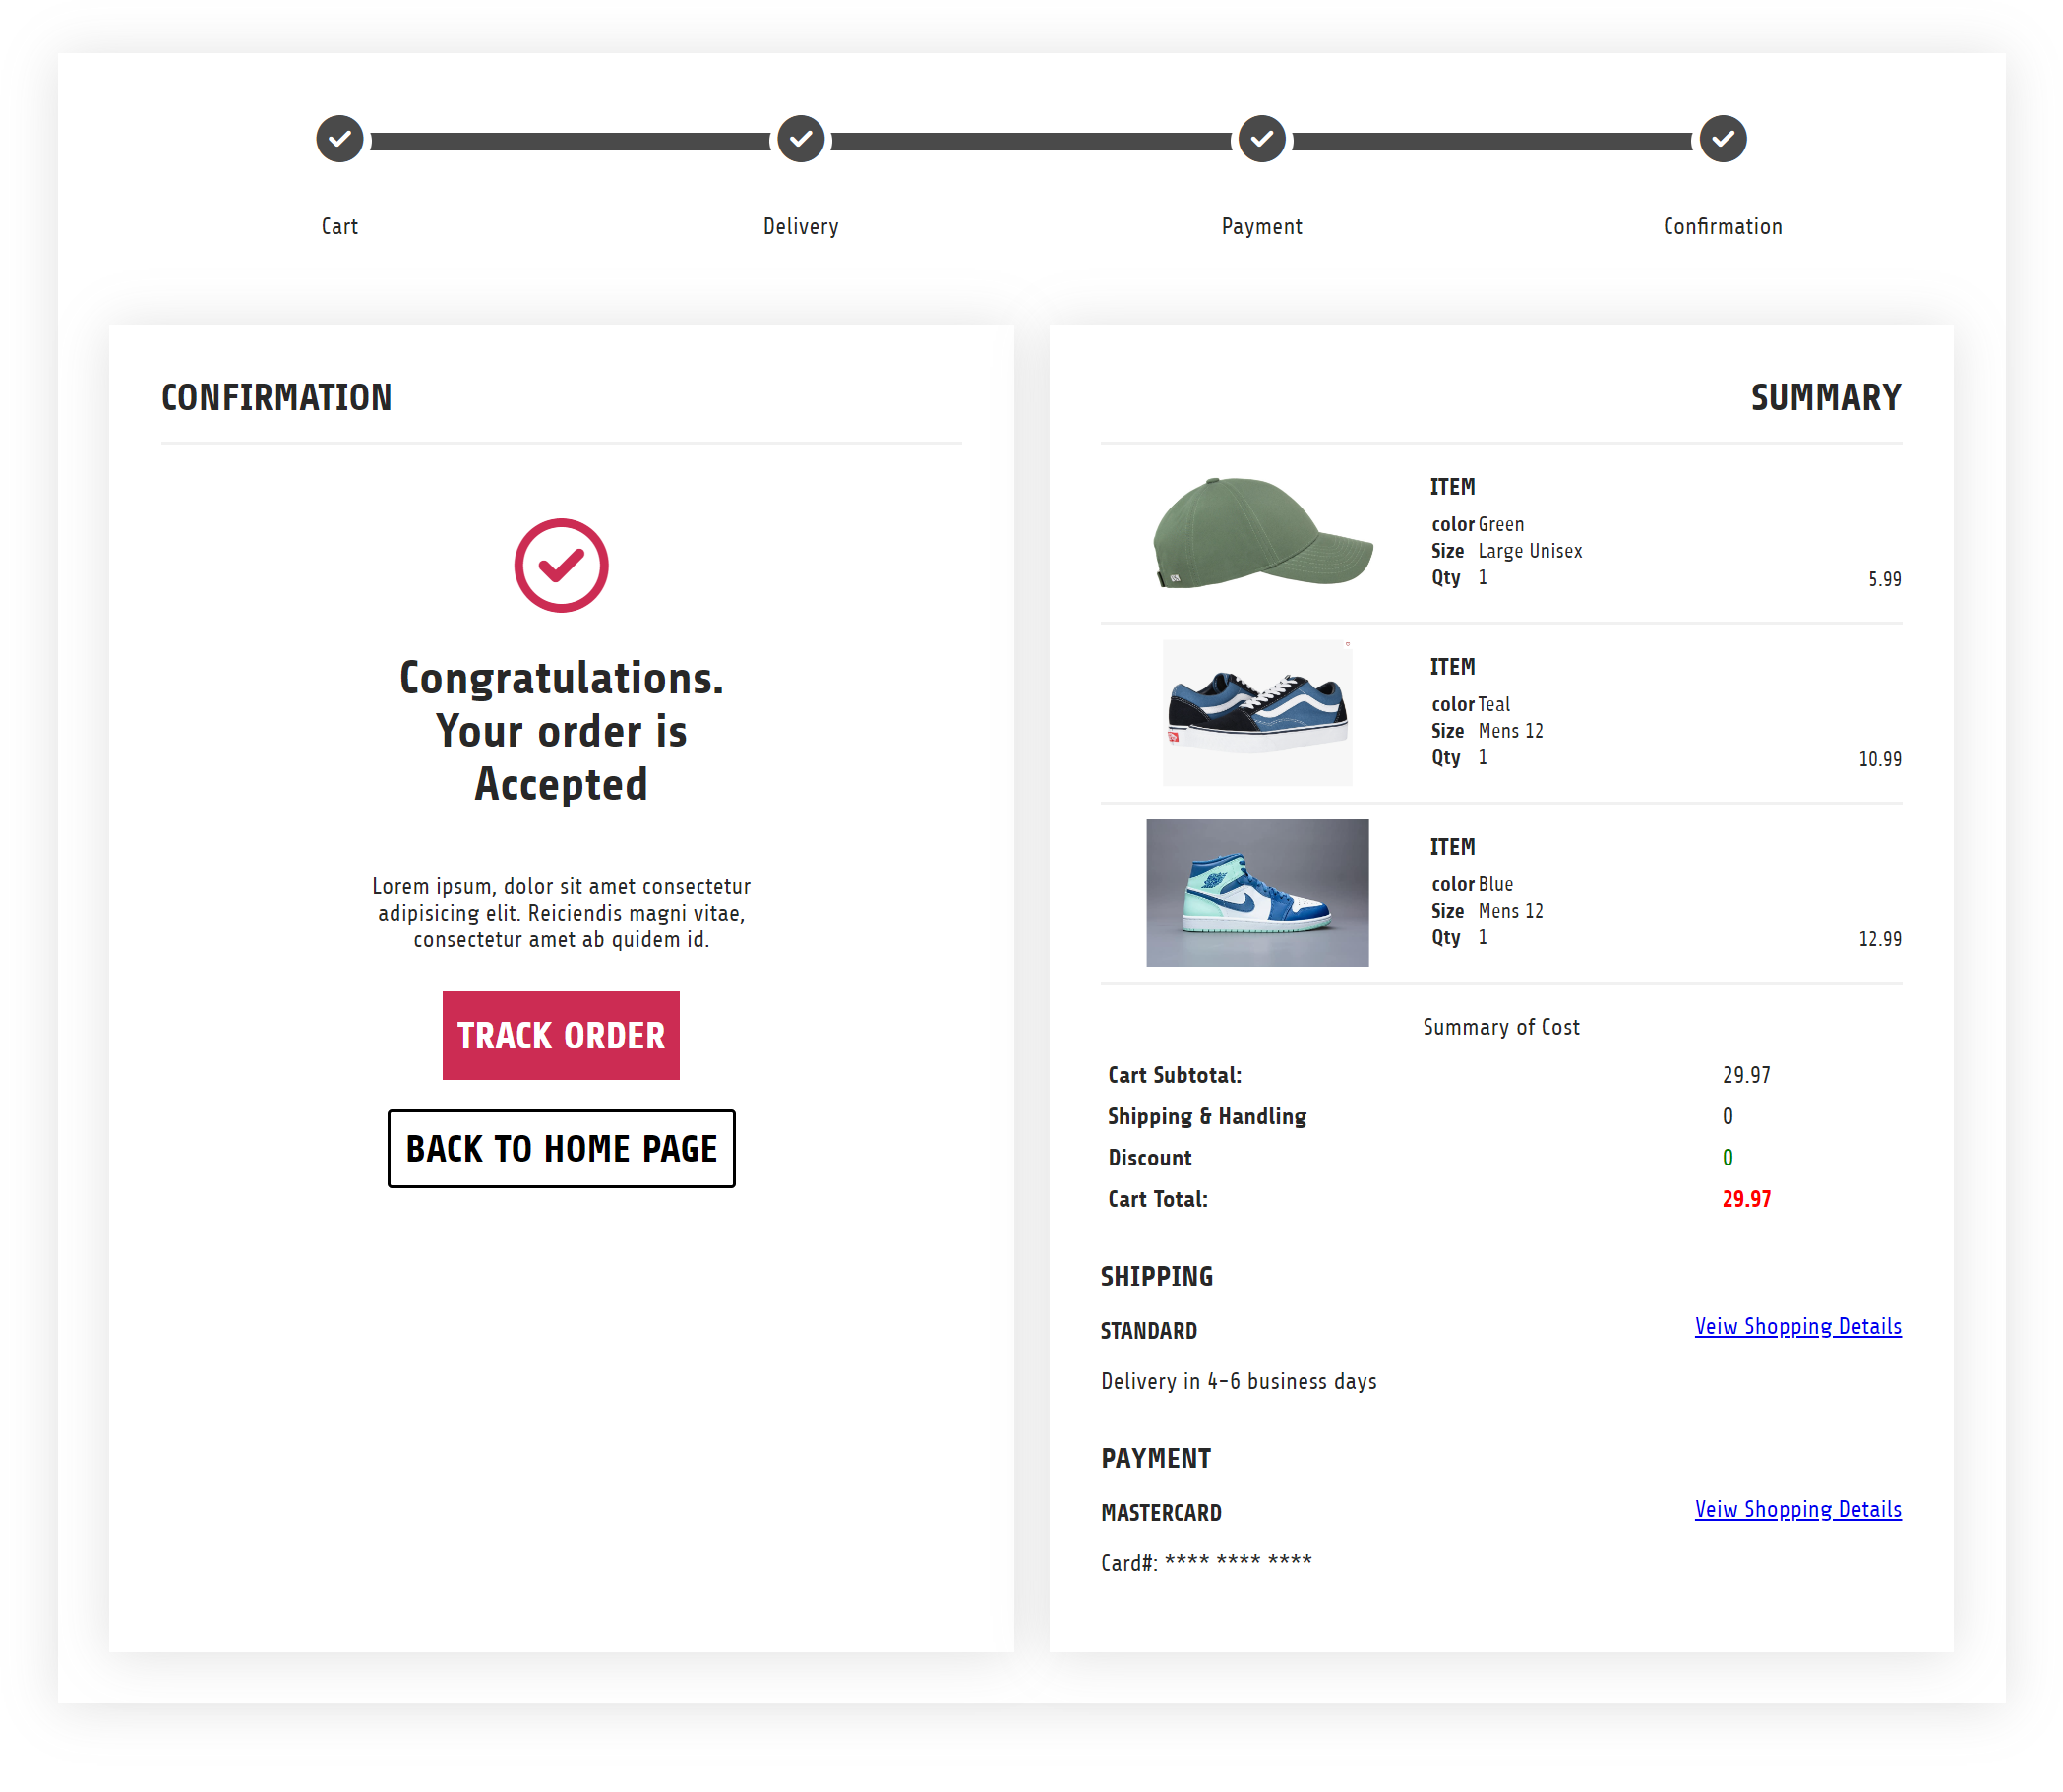 Cart
Delivery
Payment
Confirmation
CONFIRMATION
Congratulations.
Your order is
Accepted
Lorem ipsum, dolor sit amet consectetur
adipisicing elit. Reiciendis magni vitae,
consectetur amet ab quidem id.
TRACK ORDER
BACK TO HOME PAGE
SUMMARY
ITEM
color Green
Size Large Unisex
Qty 1
5.99
ITEM
color Teal
Size Mens 12
Qty 1
10.99
ITEM
color Blue
Size Mens 12
Qty 1
12.99
Summary of Cost
Cart Subtotal: 29.97
Shipping & Handling 0
Discount 0
Cart Total: 29.97
SHIPPING
STANDARD
Veiw Shopping Details
Delivery in 4-6 business days
PAYMENT
MASTERCARD
Veiw Shopping Details
Card#: **** **** ****